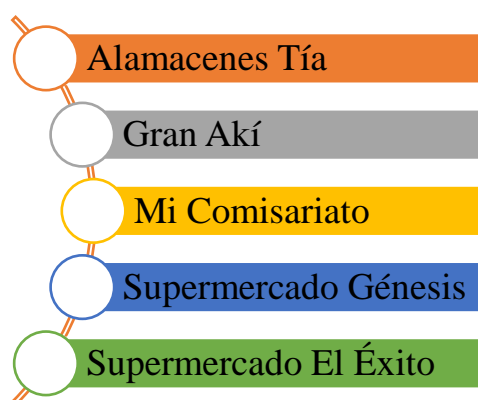 Alamacenes Tía
Gran Akí
Mi Comisariato
Supermercado Génesis
Supermercado El Éxito